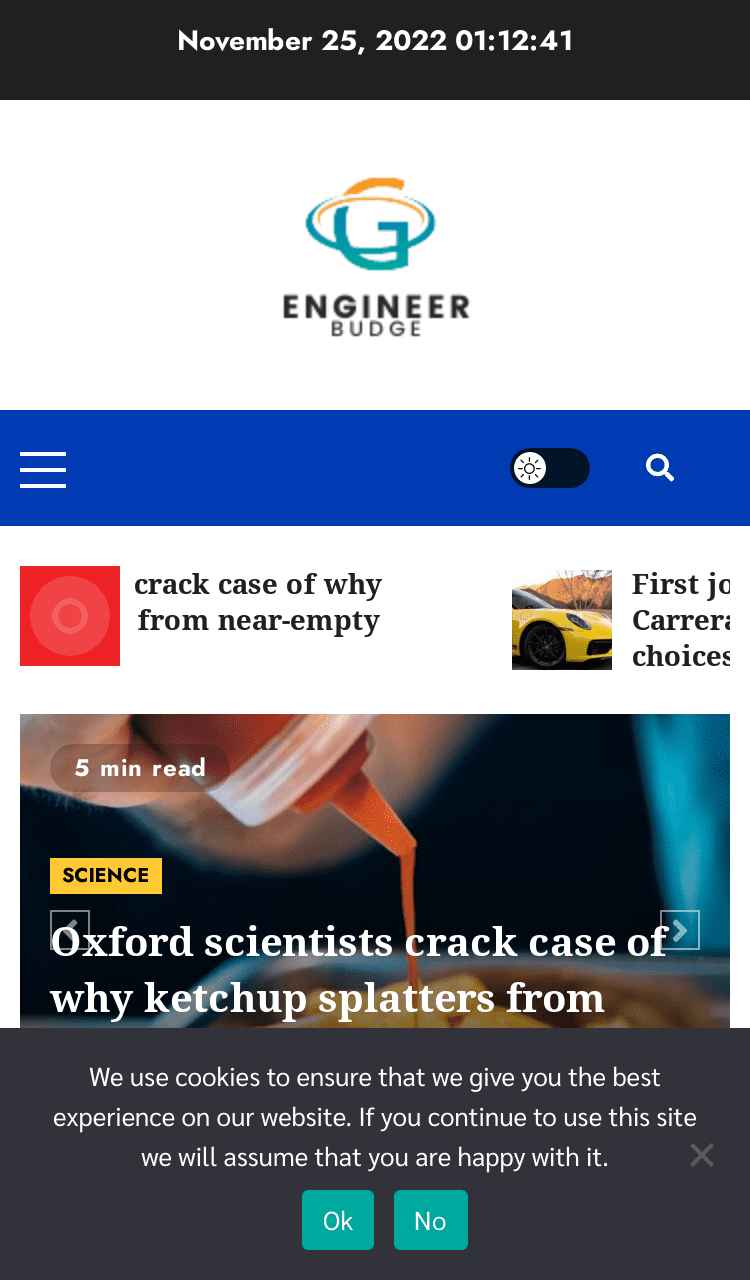 November 25, 2022 01:12:41
ENGINEER
BUDGE
crack case of why
from near-empty
First jo
Carrera
choices
5 min read
SCIENCE
Oxford scientists crack case of
why ketchup splatters from
We use cookies to ensure that we give you the best
experience on our website. If you continue to use this site
we will assume that you are happy with it.
Ok
No